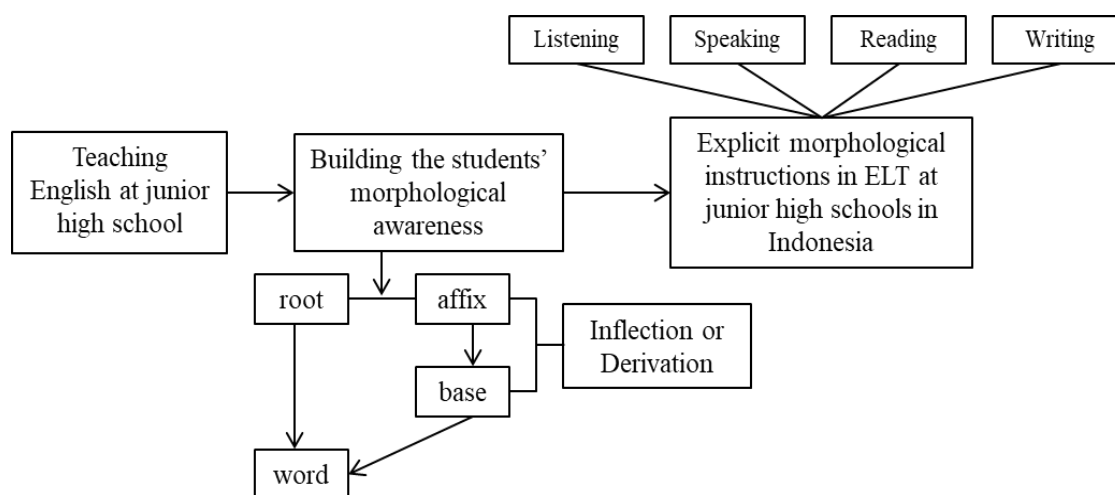 Listening
Speaking
Reading
Writing
Teaching
English at junior
high school
Building the students’
morphological
awareness
Explicit morphological
instructions in ELT at
junior high schools in
Indonesia
root
affix
Inflection or
Derivation
base
word